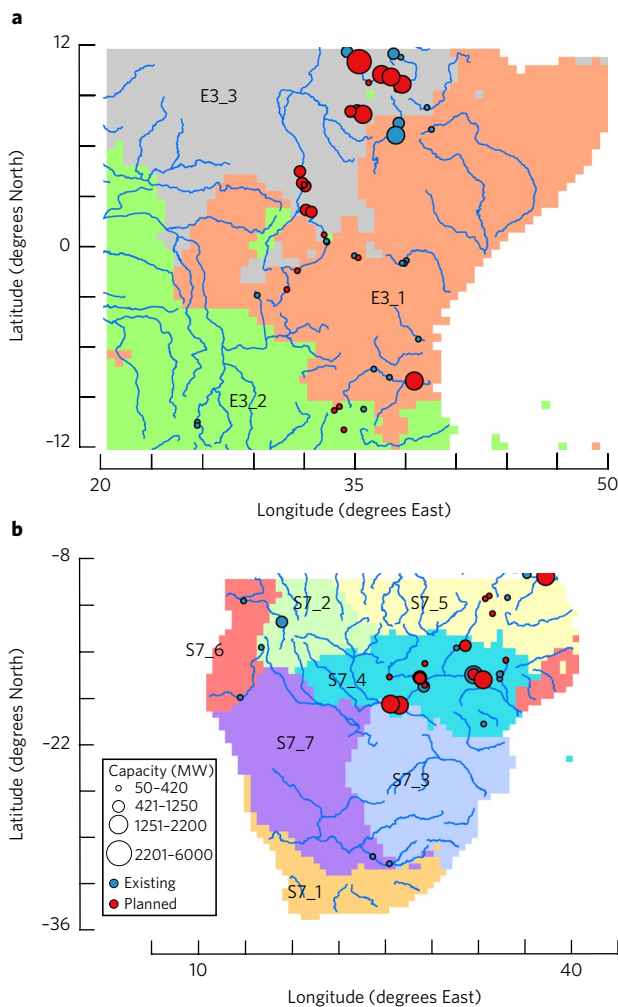 a
12
E3_3
0
E3_1
E3_2
−12
20
35
50
Latitude (degrees North)
Longitude (degrees East)
b
−8
S7_2
S7_5
S7_6
S7_4
−22
S7_7
S7_3
Capacity (MW)
50–420
421–1250
1251–2200
2201–6000
Existing
Planned
S7_1
−36
10
40
Latitude (degrees North)
Longitude (degrees East)